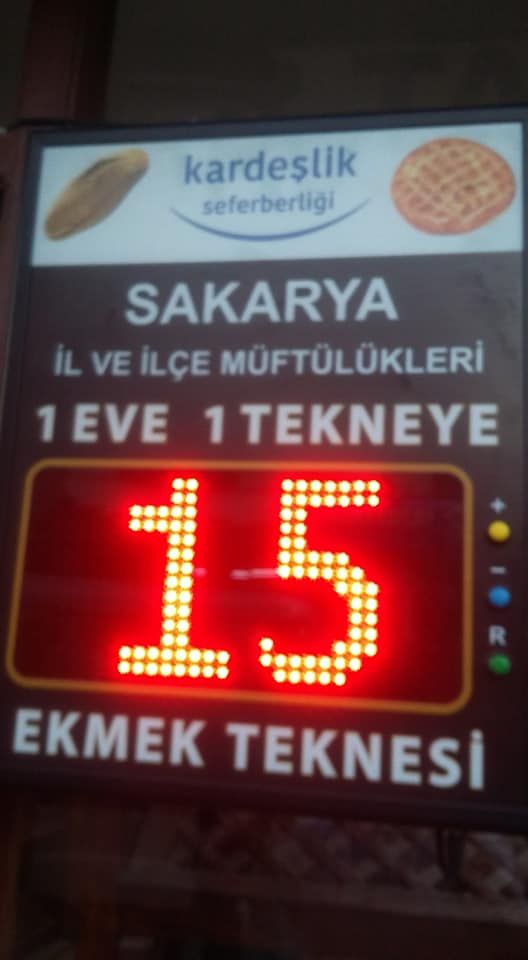 kardeşlik
seferberliği
SAKARYA
İL VE İLÇE MÜFTÜLÜKLERİ
1 EVE 1 TEKNEYE
15
+
-
R
EKMEK TEKNESİ